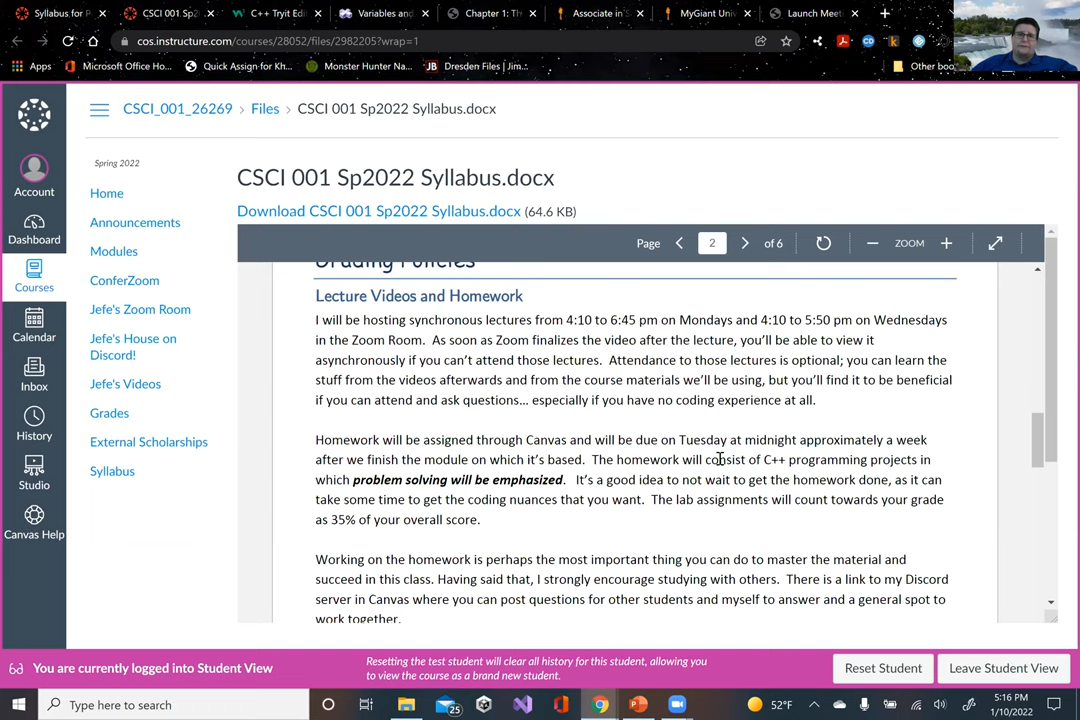 Syllabus for P
CSCI 001 Sp2
C++ Tryit Edi
Variables and
Chapter 1: Th
Associate in S
MyGiant Univ
Launch Meet
cos.instructure.com/courses/28052/files/2982205?wrap=1
Apps
Microsoft Office Ho...
Quick Assign for Kh...
Monster Hunter Na...
JB Dresden Files | Jim...
Other boo
CSCI_001_26269 > Files > CSCI 001 Sp2022 Syllabus.docx
Account
Dashboard
Courses
Calendar
Inbox
History
Studio
Canvas Help
Spring 2022
Home
Announcements
Modules
ConferZoom
Jefe's Zoom Room
Jefe's House on
Discord!
Jefe's Videos
Grades
External Scholarships
Syllabus
CSCI 001 Sp2022 Syllabus.docx
Download CSCI 001 Sp2022 Syllabus.docx (64.6 KB)
Page 2 of 6 ZOOM
Grading Policies
Lecture Videos and Homework
I will be hosting synchronous lectures from 4:10 to 6:45 pm on Mondays and 4:10 to 5:50 pm on Wednesdays
in the Zoom Room. As soon as Zoom finalizes the video after the lecture, you'll be able to view it
asynchronously if you can't attend those lectures. Attendance to those lectures is optional; you can learn the
stuff from the videos afterwards and from the course materials we'll be using, but you'll find it to be beneficial
if you can attend and ask questions... especially if you have no coding experience at all.
Homework will be assigned through Canvas and will be due on Tuesday at midnight approximately a week
after we finish the module on which it's based. The homework will consist of C++ programming projects in
which problem solving will be emphasized. It's a good idea to not wait to get the homework done, as it can
take some time to get the coding nuances that you want. The lab assignments will count towards your grade
as 35% of your overall score.
Working on the homework is perhaps the most important thing you can do to master the material and
succeed in this class. Having said that, I strongly encourage studying with others. There is a link to my Discord
server in Canvas where you can post questions for other students and myself to answer and a general spot to
work together.
You are currently logged into Student View
Resetting the test student will clear all history for this student, allowing you
to view the course as a brand new student.
Reset Student
Leave Student View
Type here to search
25
52°F
5:16 PM
1/10/2022